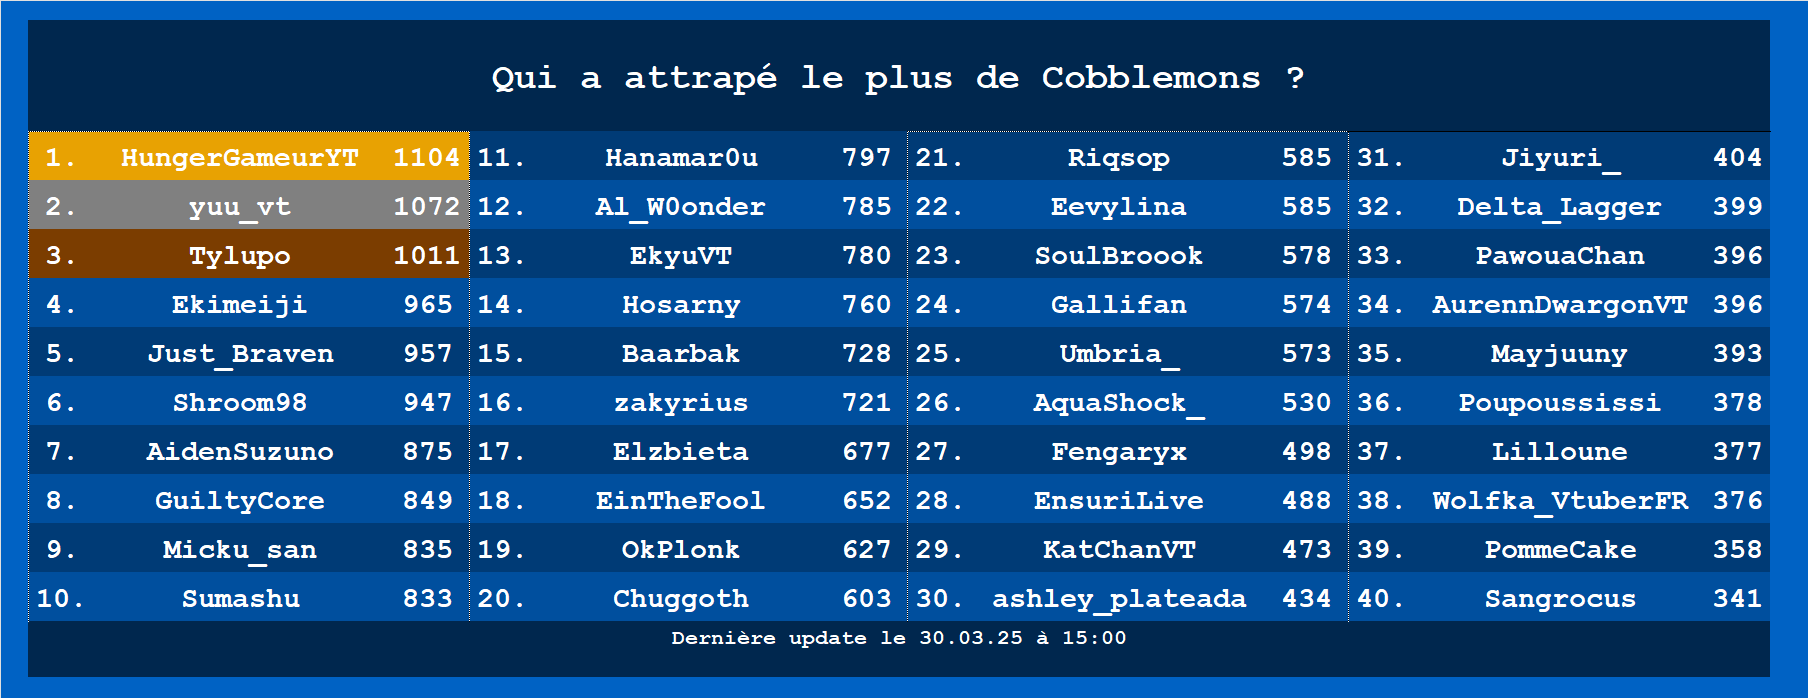 Qui a attrapé le plus de Cobblemons ?
1. HungerGameurYT 1104 11. Hanamar0u 797 21. Riqsop 585 31. Jiyuri_ 404
2. yuu_vt 1072 12. Al_W0onder 785 22. Eevylina 585 32. Delta_Lagger 399
3. Tylupo 1011 13. EkyuVT 780 23. SoulBroook 578 33. PawouaChan 396
4. Ekimeiji 965 14. Hosarny 760 24. Gallifan 574 34. AurennDwargonVT 396
5. Just_Braven 957 15. Baarbak 728 25. Umbria_ 573 35. Mayjuuny 393
6. Shroom98 947 16. zakyrius 721 26. AquaShock_ 530 36. Poupoussissi 378
7. AidenSuzuno 875 17. Elzbieta 677 27. Fengaryx 498 37. Lilloune 377
8. GuiltyCore 849 18. EinTheFool 652 28. EnsuriLive 488 38. Wolfka_VtuberFR 376
9. Micku_san 835 19. OkPlonk 627 29. KatChanVT 473 39. PommeCake 358
10. Sumashu 833 20. Chuggoth 603 30. ashley_plateada 434 40. Sangrocus 341
Dernière update le 30.03.25 à 15:00